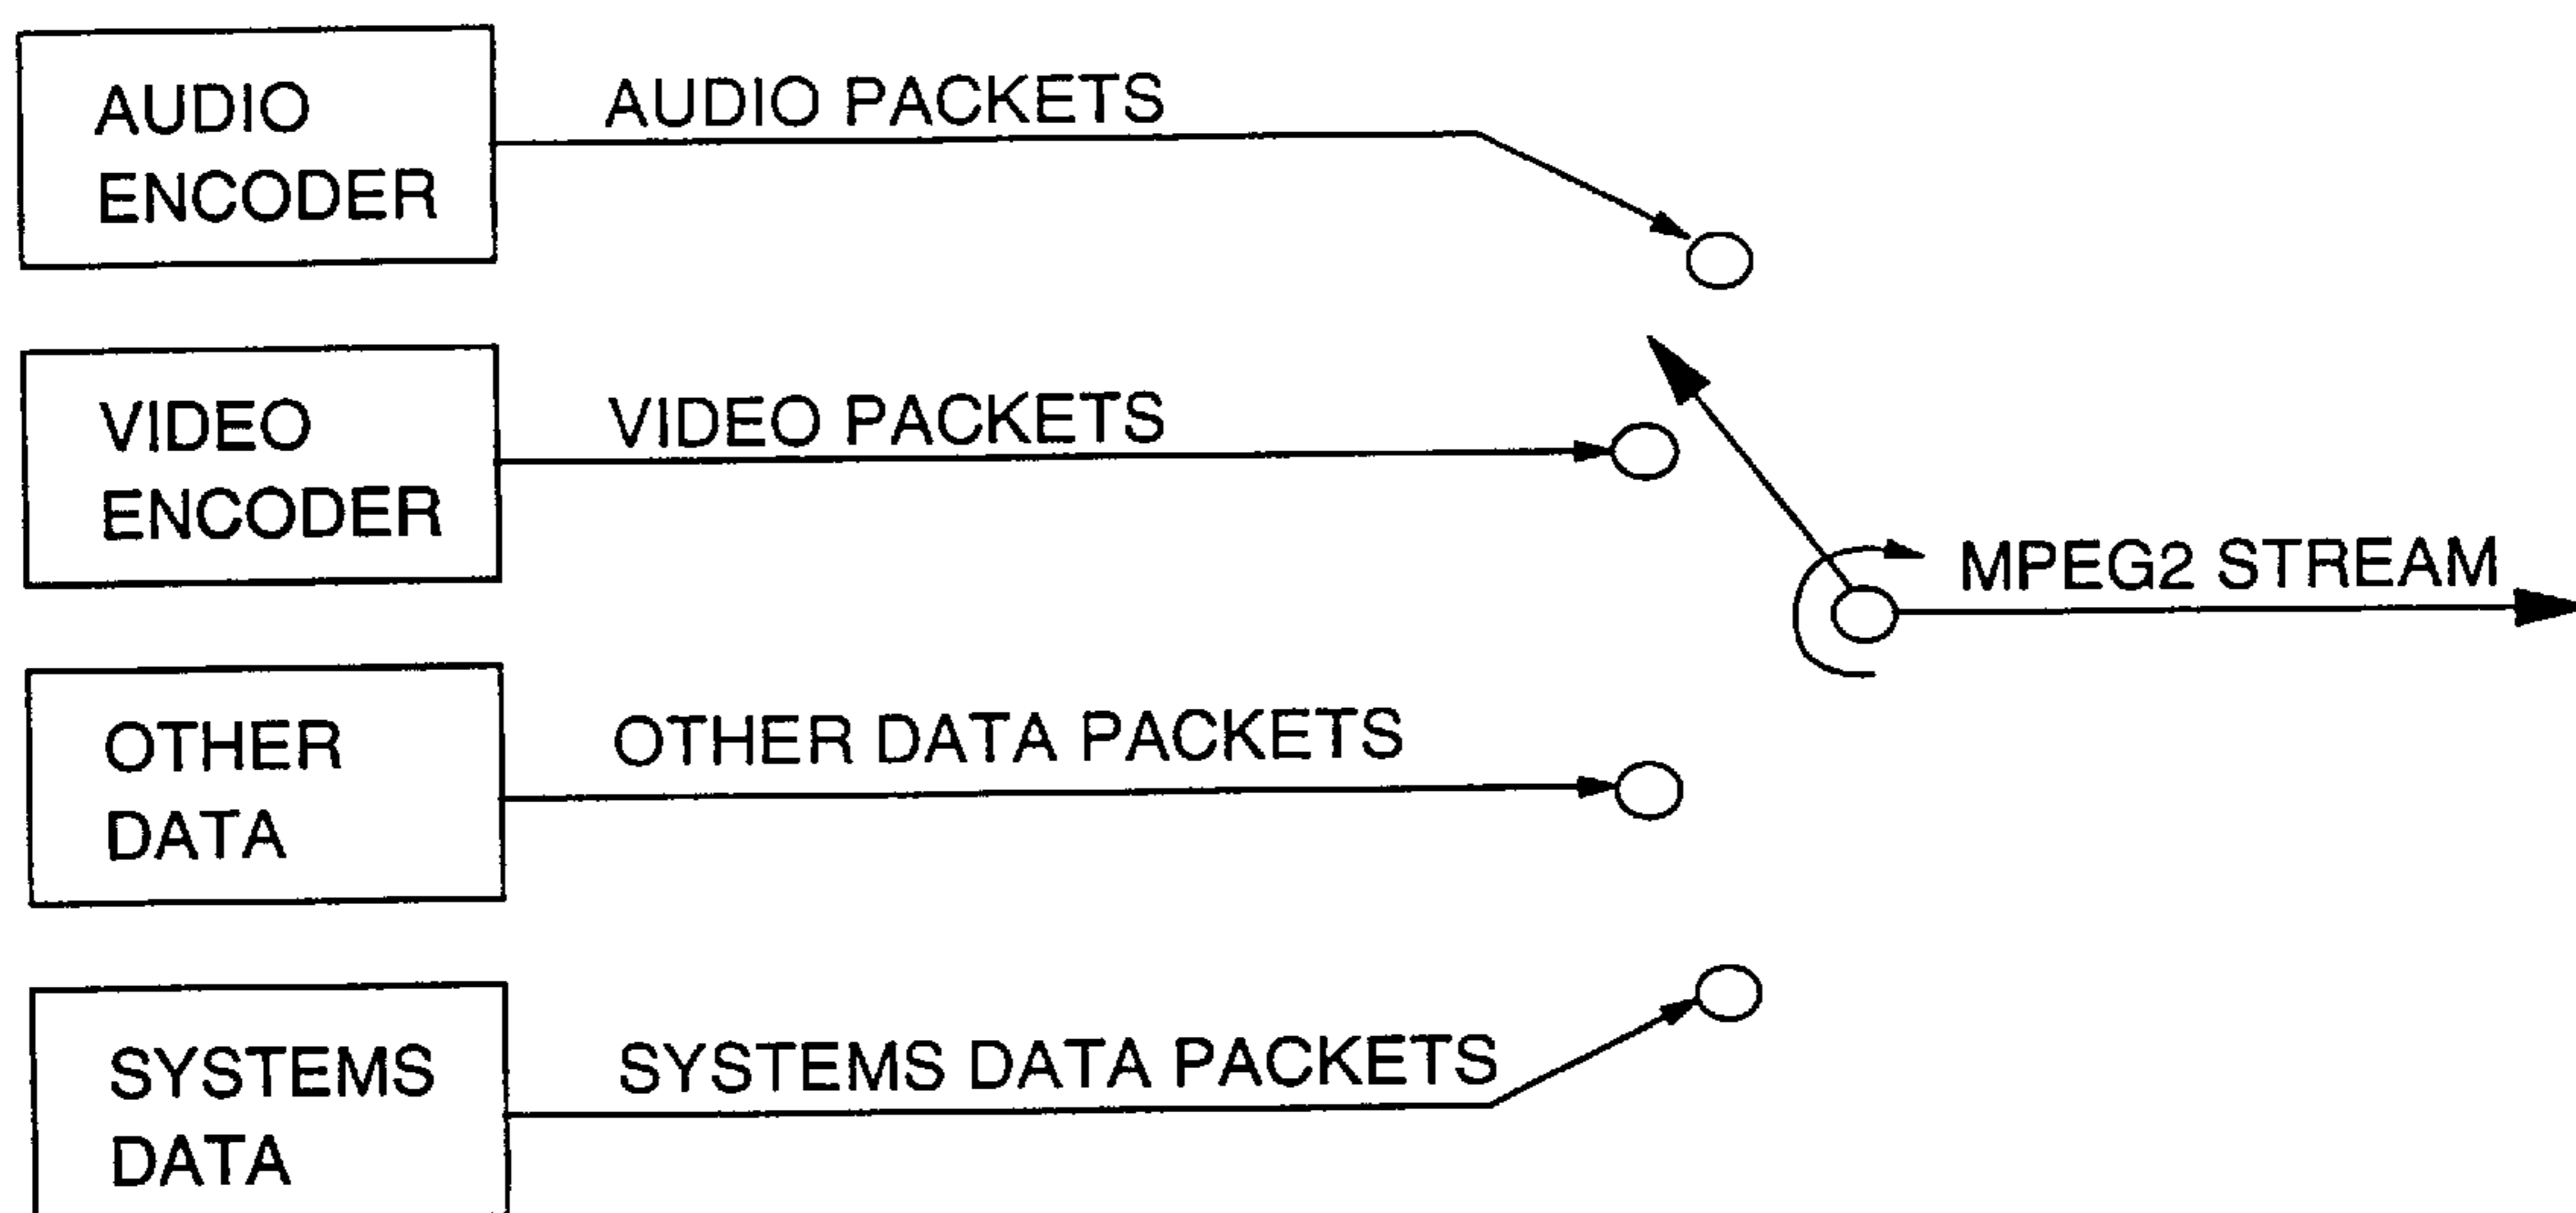 AUDIO
ENCODER
AUDIO PACKETS
VIDEO
ENCODER
VIDEO PACKETS
MPEG2 STREAM
OTHER
DATA
OTHER DATA PACKETS
SYSTEMS
DATA
SYSTEMS DATA PACKETS